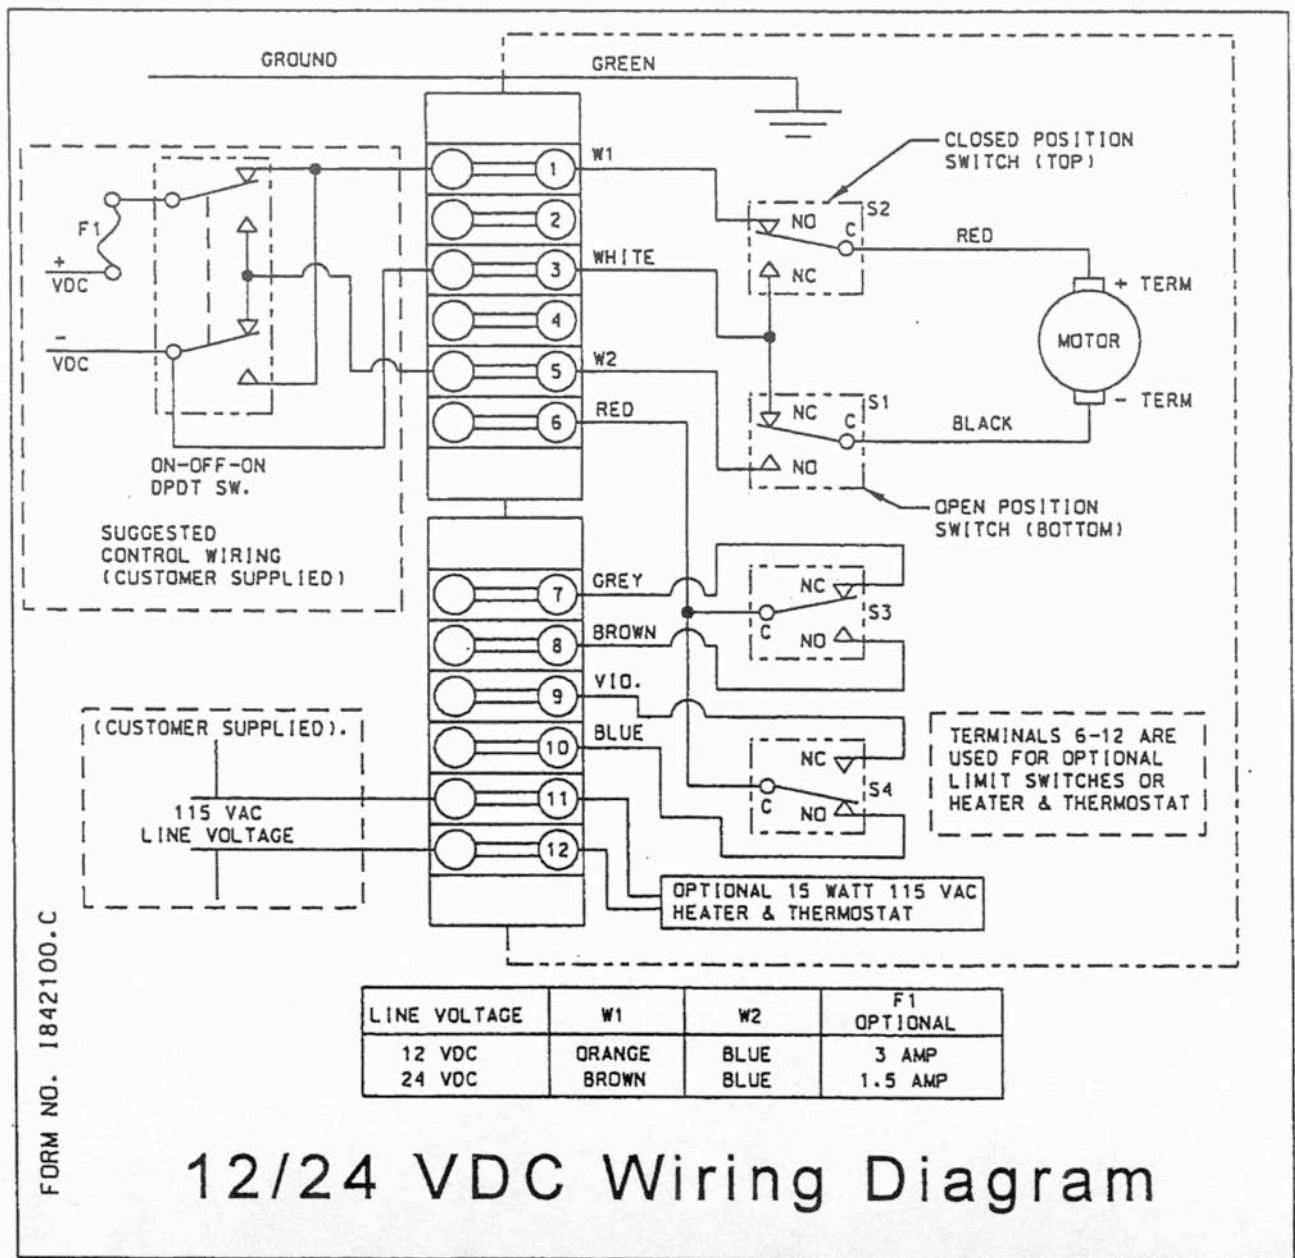 GROUND
GREEN
CLOSED POSITION
SWITCH (TOP)
W1
1
NO
S2
C
F1
2
RED
+
VDC
WHITE
3
NC
+ TERM
4
MOTOR
-
VDC
W2
5
NC
S1
C
- TERM
RED
6
BLACK
NO
ON-OFF-ON
DPDT SW.
OPEN POSITION
SWITCH (BOTTOM)
SUGGESTED
CONTROL WIRING
(CUSTOMER SUPPLIED)
GREY
7
NC
S3
C
BROWN
8
NO
VIO.
9
(CUSTOMER SUPPLIED).
BLUE
10
NC
S4
C
NO
TERMINALS 6-12 ARE
USED FOR OPTIONAL
LIMIT SWITCHES OR
HEATER & THERMOSTAT
11
115 VAC
LINE VOLTAGE
12
OPTIONAL 15 WATT 115 VAC
HEATER & THERMOSTAT
LINE VOLTAGE W1 W2 F1 OPTIONAL
12 VDC ORANGE BLUE 3 AMP
24 VDC BROWN BLUE 1.5 AMP
FORM NO. 1842100.C
12/24 VDC Wiring Diagram